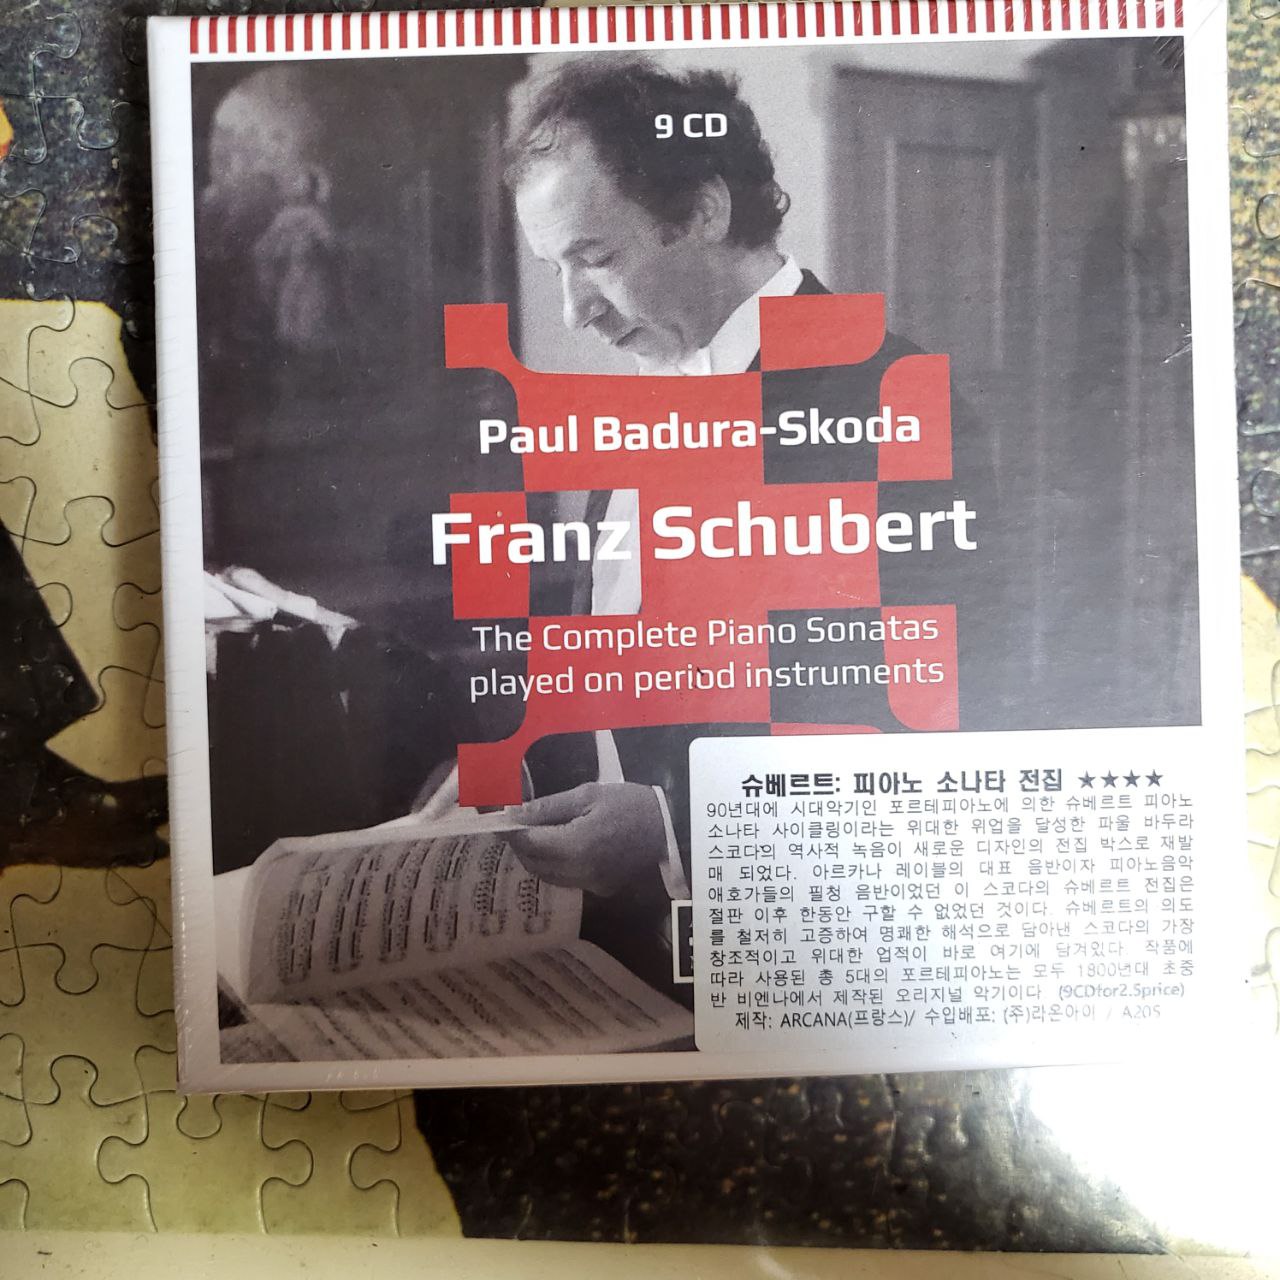 9 CD
Paul Badura-Skoda
Franz Schubert
The Complete Piano Sonatas
played on period instruments
슈베르트: 피아노 소나타 전집 ★★★★
90년대에 시대악기인 포르테피아노에 의한 슈베르트 피아노
소나타 사이클링이라는 위대한 위업을 달성한 파울 바두라
스코다의 역사적 녹음이 새로운 디자인의 전집 박스로 재발
매 되었다. 아르카나 레이블의 대표 음반이자 피아노음악
애호가들의 필청 음반이었던 이 스코다의 슈베르트 전집은
절판 이후 한동안 구할 수 없었던 것이다. 슈베르트의 의도
를 철저히 고증하여 명쾌한 해석으로 담아낸 스코다의 가장
창조적이고 위대한 업적이 바로 여기에 담겨있다. 작품에
따라 사용된 총 5대의 포르테피아노는 모두 1800년대 초중
반 비엔나에서 제작된 오리지널 악기이다 (9CDfor2.5price)
제작: ARCANA(프랑스)/ 수입배포: (주)라온아이 / A205